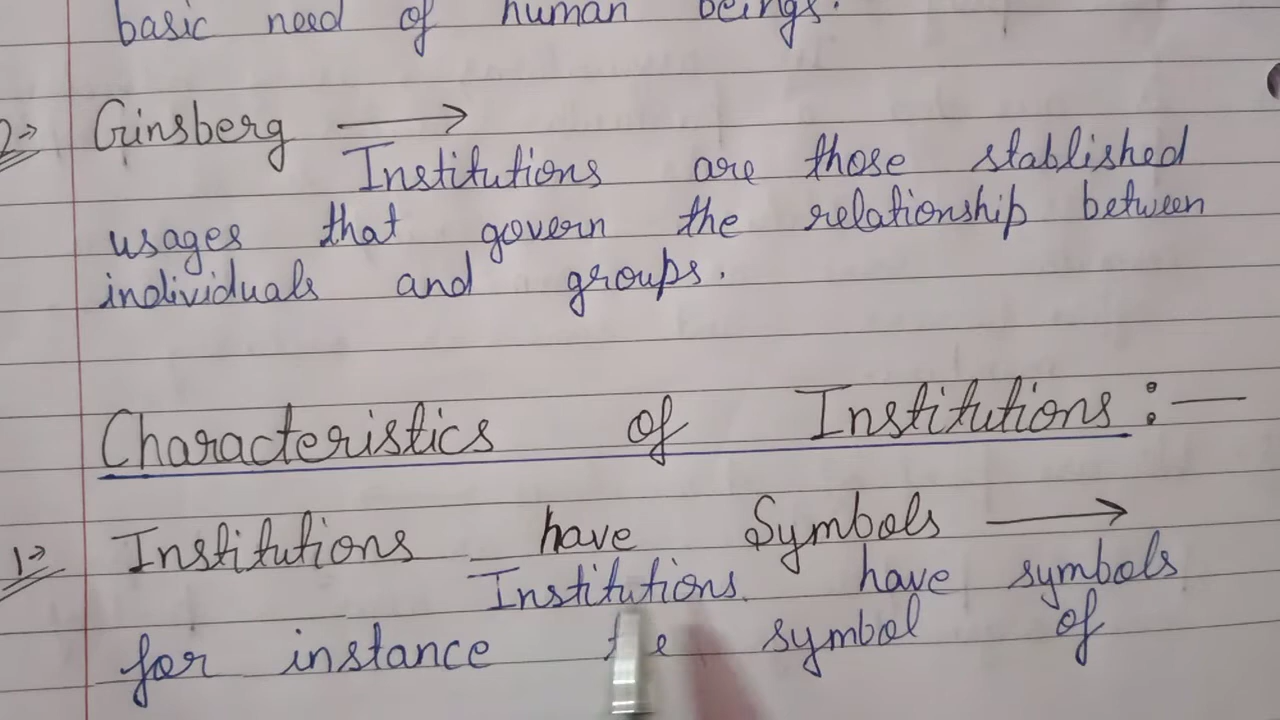 basic need of human beings.
2→ Ginsberg →
Institutions are those stablished
usages that govern the relationship between
individuals and groups.
Characteristics of Institutions :—
1→ Institutions have Symbols →
Institutions have symbols
for instance the symbol of